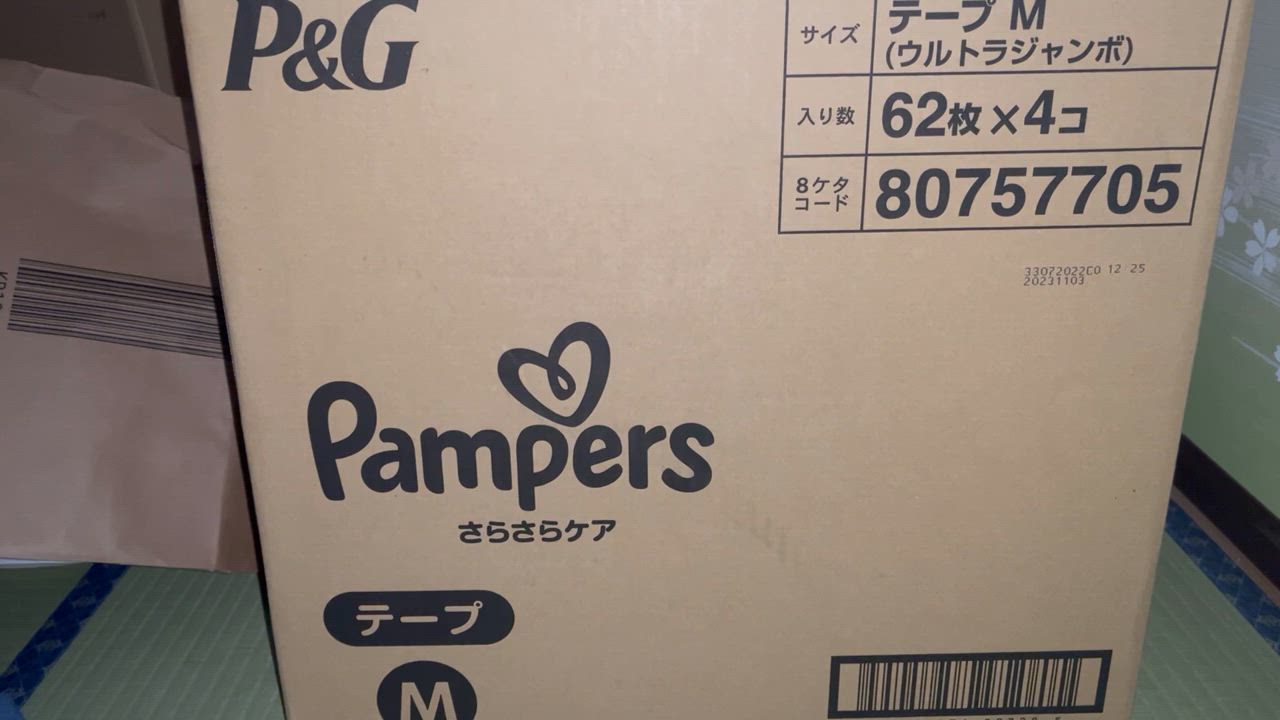 P&G
サイズ
テープ M
(ウルトラジャンボ)
入り数
62枚×4コ
8ケタ
コード
80757705
33072022C0 12 25
20231103
Pampers
さらさらケア
テープ
M